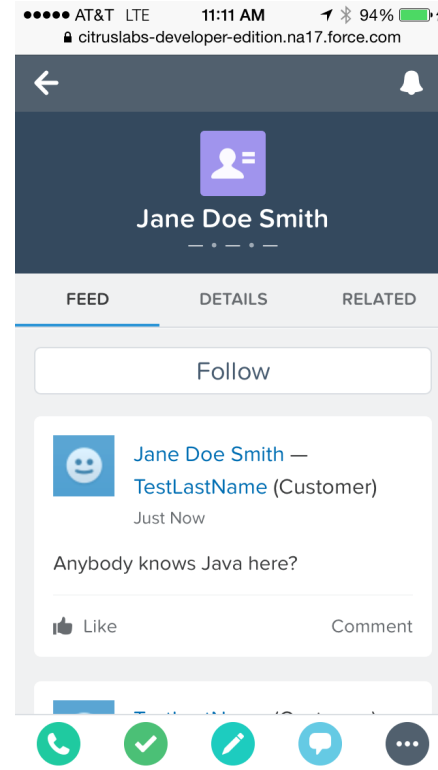 AT&T LTE 11:11 AM 94%
citruslabs-developer-edition.na17.force.com
Jane Doe Smith
FEED DETAILS RELATED
Follow
Jane Doe Smith —
TestLastName (Customer)
Just Now
Anybody knows Java here?
Like Comment